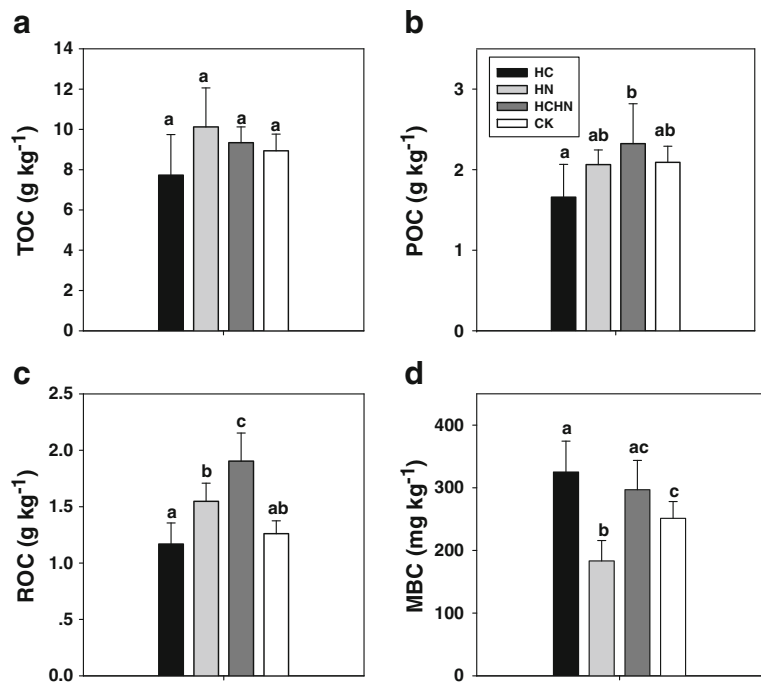 a
TOC (g kg-1)
14
12
10
8
6
4
2
0
a
a
a
a
b
POC (g kg-1)
3
2
1
0
HC
HN
HCHN
CK
a
ab
b
ab
c
ROC (g kg-1)
2.5
2.0
1.5
1.0
.5
0.0
a
b
c
ab
d
MBC (mg kg-1)
400
300
200
100
0
a
b
ac
c